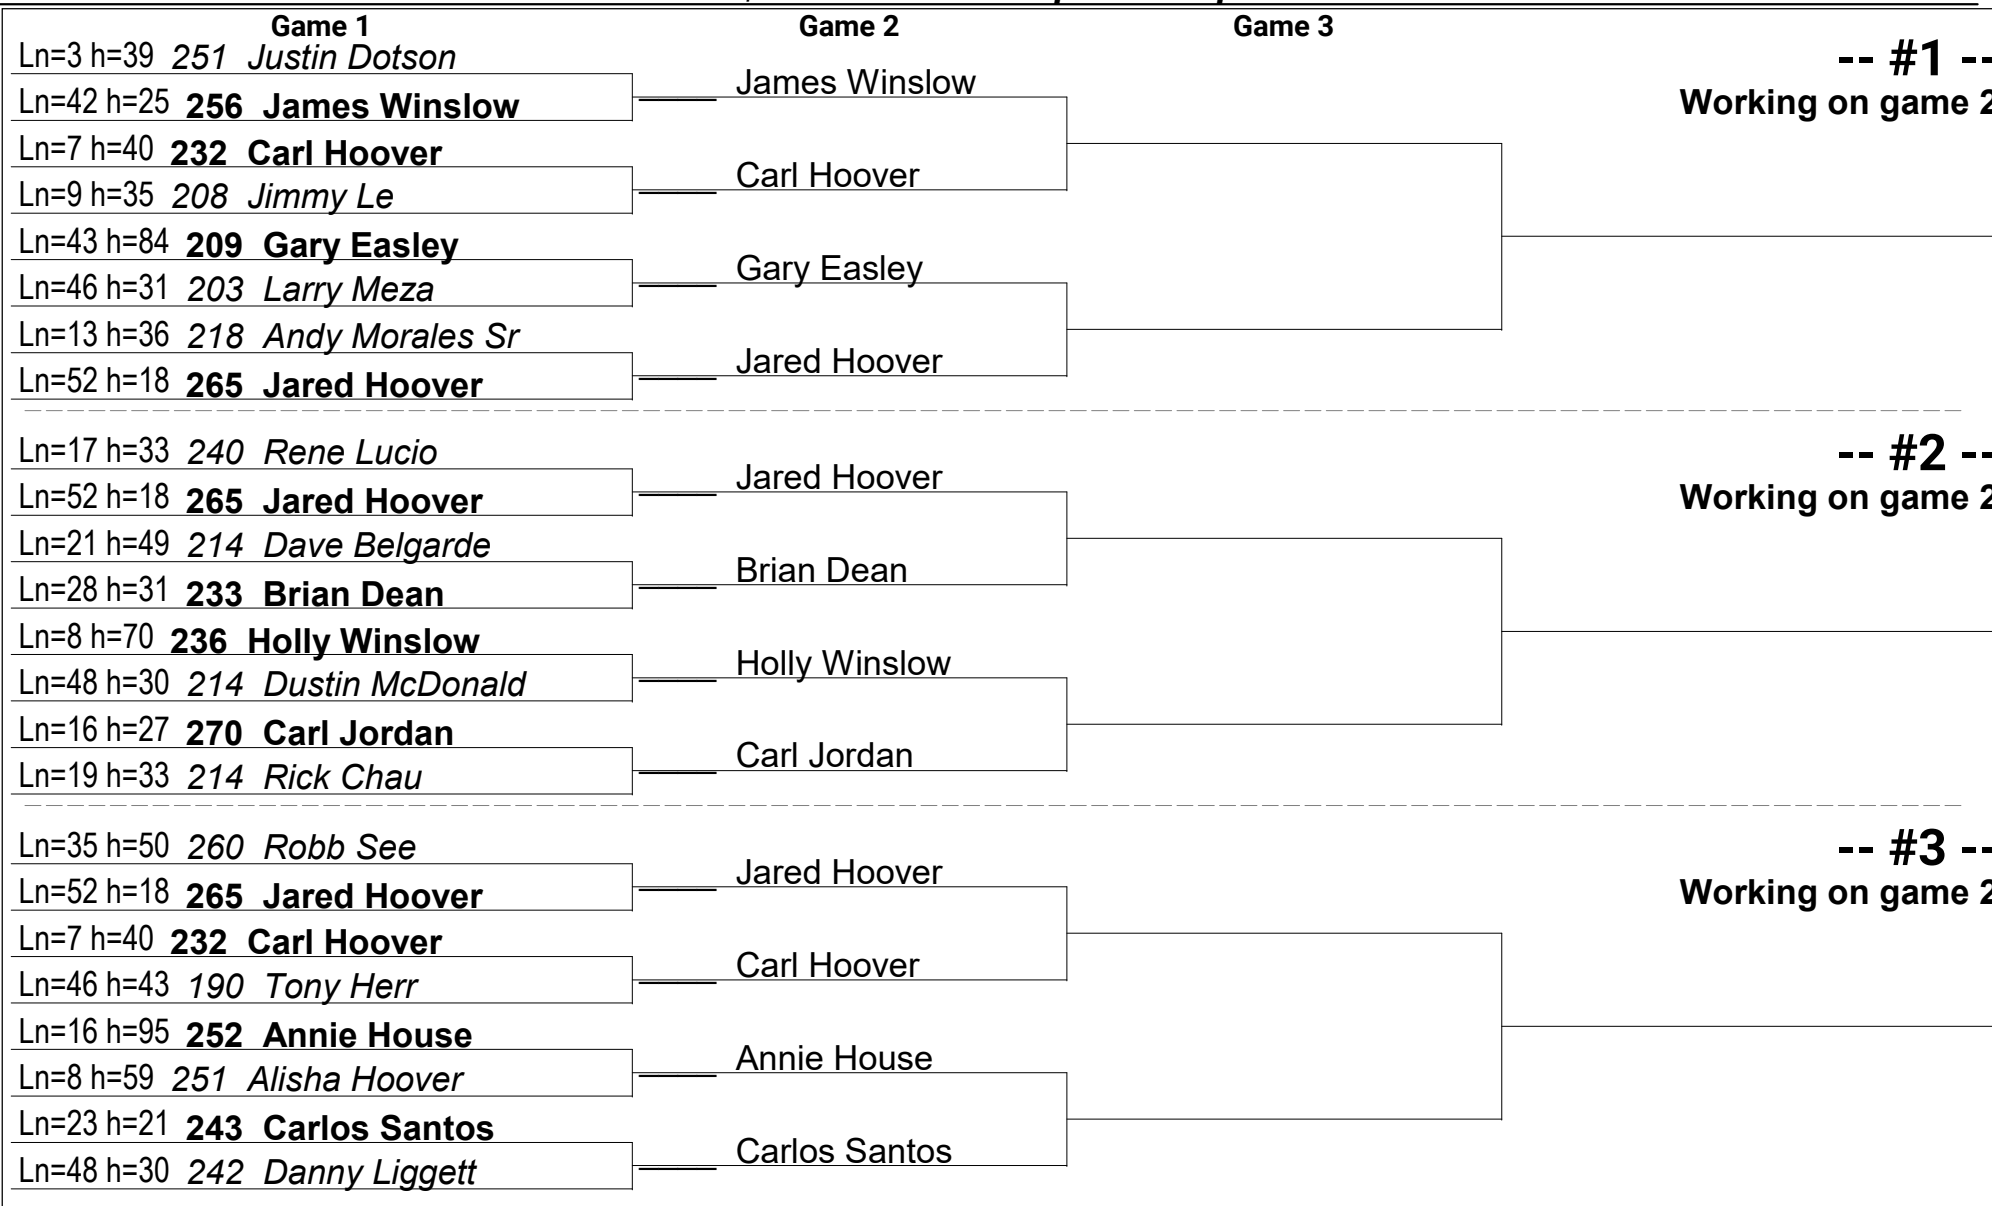 Game 1 Game 2 Game 3
Ln=3 h=39 251 Justin Dotson
-- #1 --
James Winslow
Ln=42 h=25 256 James Winslow
Working on game 2
Ln=7 h=40 232 Carl Hoover
Carl Hoover
Ln=9 h=35 208 Jimmy Le
Ln=43 h=84 209 Gary Easley
Gary Easley
Ln=46 h=31 203 Larry Meza
Ln=13 h=36 218 Andy Morales Sr
Jared Hoover
Ln=52 h=18 265 Jared Hoover
Ln=17 h=33 240 Rene Lucio
-- #2 --
Jared Hoover
Ln=52 h=18 265 Jared Hoover
Working on game 2
Ln=21 h=49 214 Dave Belgarde
Brian Dean
Ln=28 h=31 233 Brian Dean
Ln=8 h=70 236 Holly Winslow
Holly Winslow
Ln=48 h=30 214 Dustin McDonald
Ln=16 h=27 270 Carl Jordan
Carl Jordan
Ln=19 h=33 214 Rick Chau
Ln=35 h=50 260 Robb See
-- #3 --
Jared Hoover
Ln=52 h=18 265 Jared Hoover
Working on game 2
Ln=7 h=40 232 Carl Hoover
Carl Hoover
Ln=46 h=43 190 Tony Herr
Ln=16 h=95 252 Annie House
Annie House
Ln=8 h=59 251 Alisha Hoover
Ln=23 h=21 243 Carlos Santos
Carlos Santos
Ln=48 h=30 242 Danny Liggett